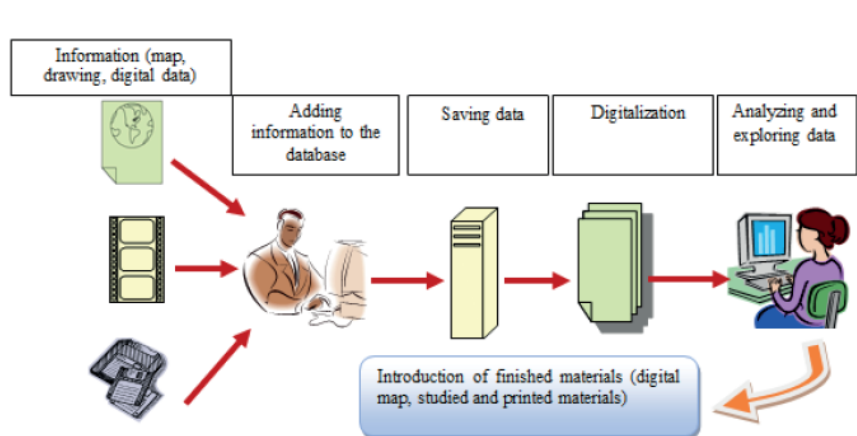 Information (map,
drawing, digital data)
Adding
information to the
database
Saving data
Digitalization
Analyzing and
exploring data
Introduction of finished materials (digital
map, studied and printed materials)